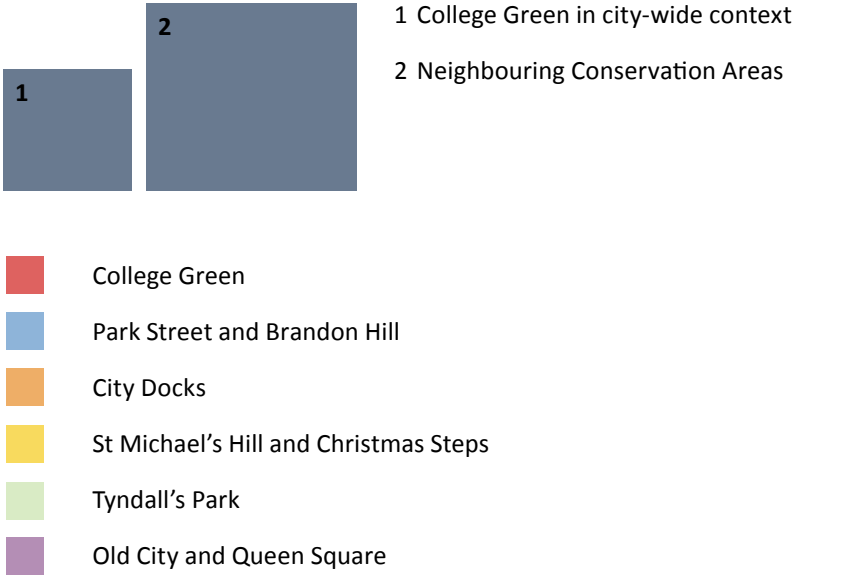 1
2
1 College Green in city-wide context
2 Neighbouring Conservation Areas
College Green
Park Street and Brandon Hill
City Docks
St Michael’s Hill and Christmas Steps
Tyndall’s Park
Old City and Queen Square